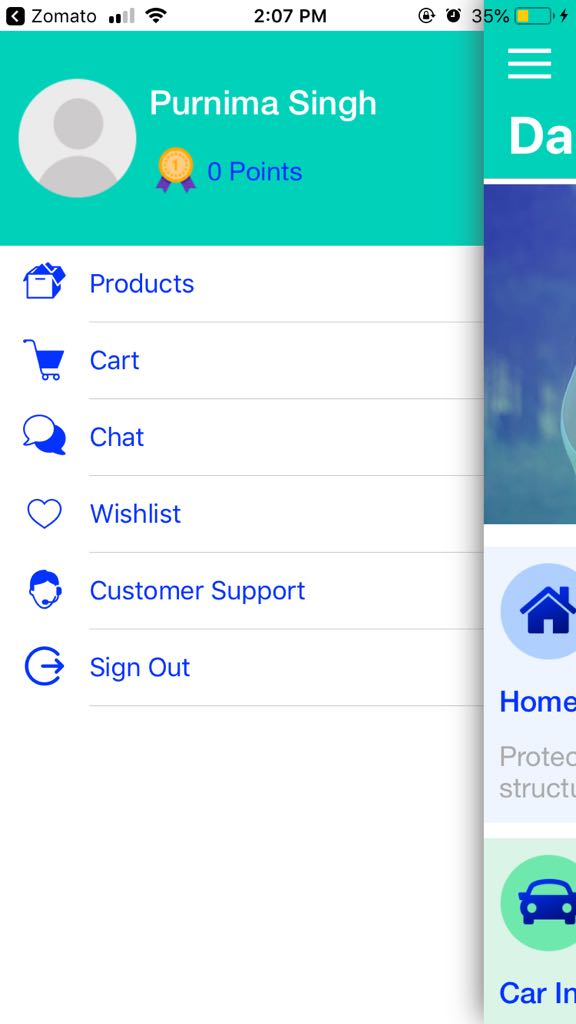 Zomato
2:07 PM
35%
Purnima Singh
1
0 Points
Products
Cart
Chat
Wishlist
Customer Support
Sign Out
Da
Home
Protec
structu
Car In